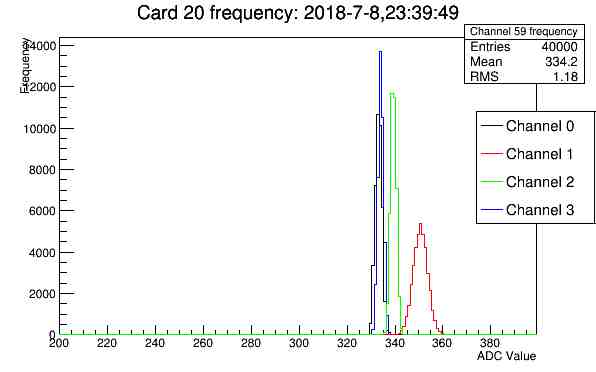 Card 20 frequency: 2018-7-8,23:39:49
Channel 59 frequency
Entries 40000
Mean 334.2
RMS 1.18
Frequency
14000
12000
10000
8000
6000
4000
2000
0
Channel 0
Channel 1
Channel 2
Channel 3
200 220 240 260 280 300 320 340 360 380
ADC Value